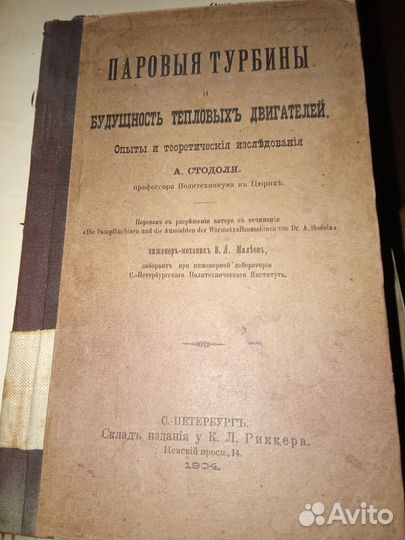 ПАРОВЫЯ ТУРБИНЫ
И
БУДУЩНОСТЬ ТЕПЛОВЫХЪ ДВИГАТЕЛЕЙ.
Опыты и теоретическія изслѣдованія
А. СТОДОЛЯ.
профессора Политехникума въ Цюрихѣ.
Переводъ съ разрѣшенія автора съ сочиненія
«Die Dampfturbinen und die Aussichten der Wärmekraftmaschinen von Dr. A. Stodola»
инженеръ-механикъ В. Л. Малѣевъ,
лаборантъ при инженерной лабораторіи
С.-Петербургскаго Политехническаго Института.
С.-ПЕТЕРБУРГЪ.
Складъ изданія у К. Л. Риккера.
Невскій просп., 14.
1904.
Avito